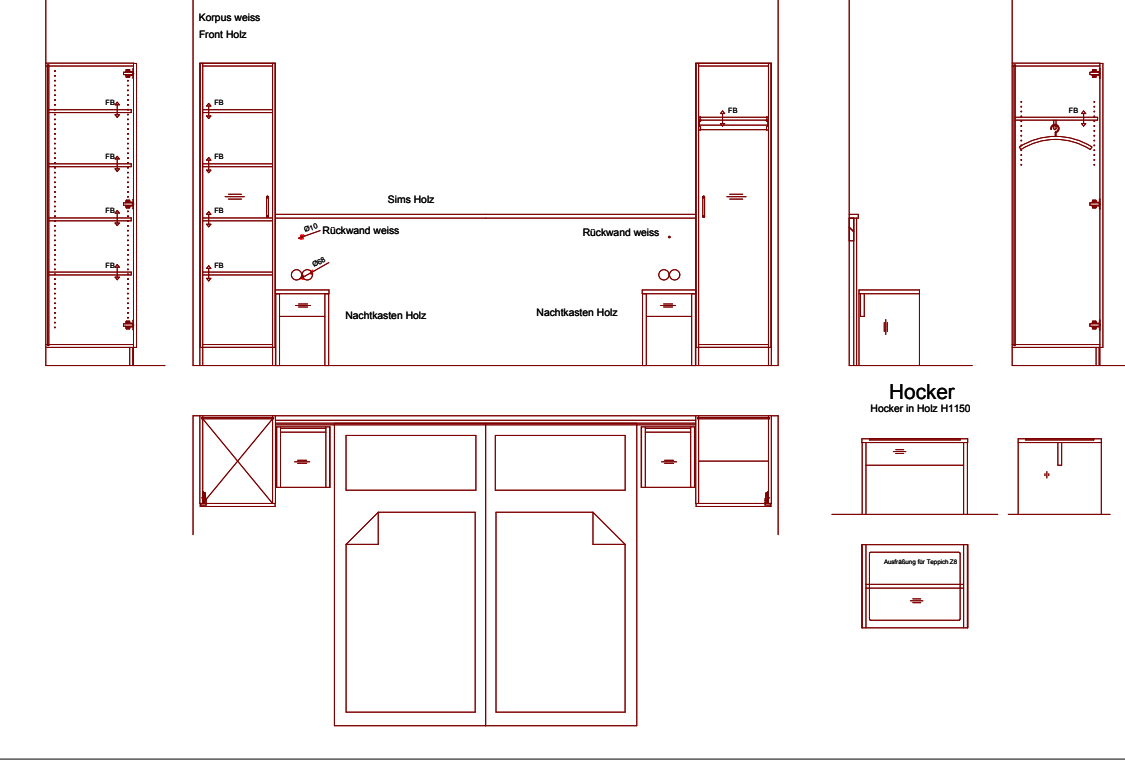 Korpus weiss
Front Holz
FB
FB
FB
FB
FB
FB
FB
FB
FB
FB
Sims Holz
Ø10
Rückwand weiss
Rückwand weiss
Ø68
Nachtkasten Holz
Nachtkasten Holz
Hocker
Hocker in Holz H1150
Ausfräßung für Teppich Z8